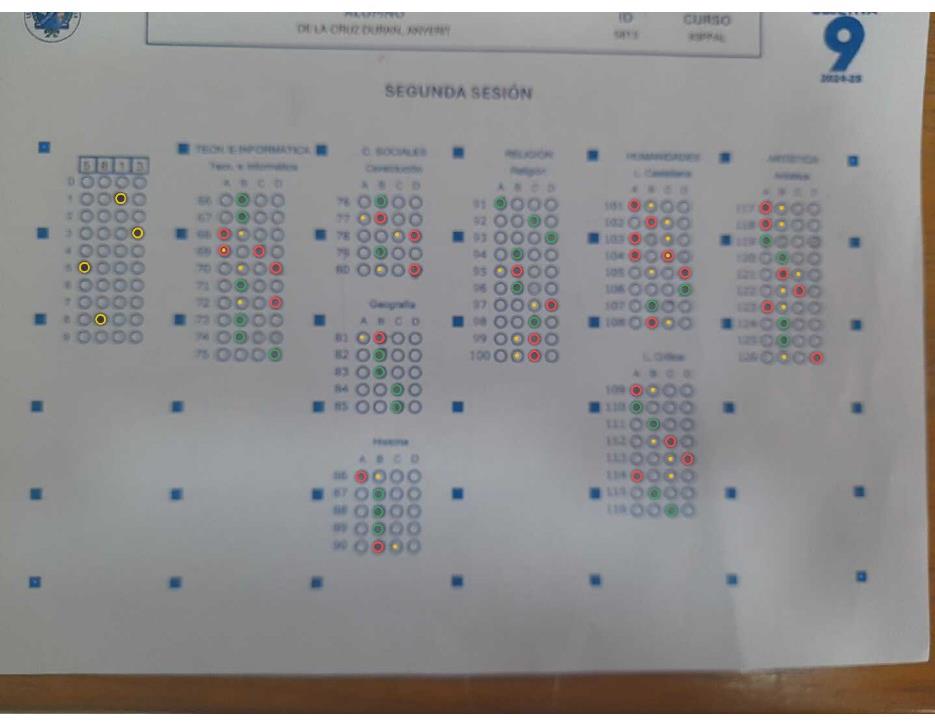 ALUMNO
DE LA CRUZ DURAN, ANYERY
ID
5813
CURSO
9
2024-25
SEGUNDA SESIÓN
5 8 1 3
0
1
2
3
4
5
6
7
8
9
TECN. E INFORMÁTICA
Tecn. e Informática
A B C D
66
67
68
69
70
71
72
73
74
75
C. SOCIALES
Constitución
A B C D
76
77
78
79
80
Geografía
A B C D
81
82
83
84
85
Historia
A B C D
86
87
88
89
90
RELIGIÓN
Religión
A B C D
91
92
93
94
95
96
97
98
99
100
HUMANIDADES
L. Castellana
A B C D
101
102
103
104
105
106
107
108
L. Crítica
A B C D
109
110
111
112
113
114
115
116
ARTÍSTICA
Artística
A B C D
117
118
119
120
121
122
123
124
125
126